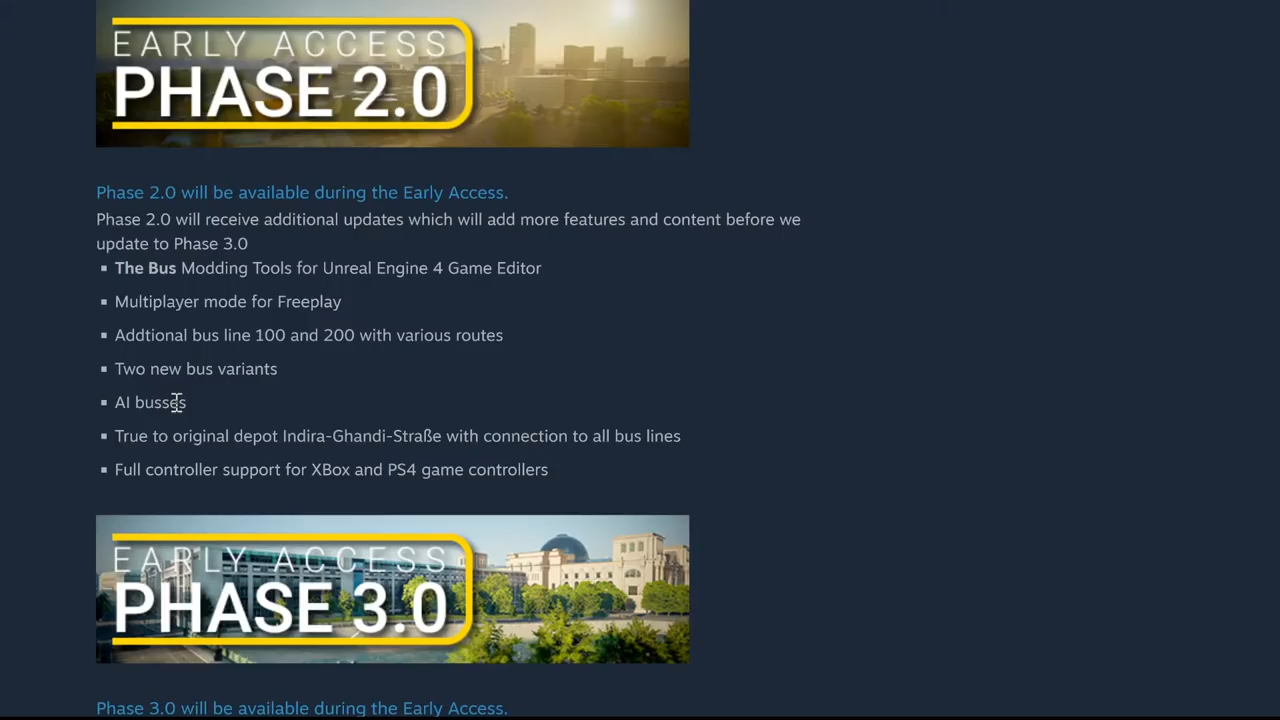 EARLY ACCESS
PHASE 2.0
Phase 2.0 will be available during the Early Access.
Phase 2.0 will receive additional updates which will add more features and content before we
update to Phase 3.0
▪ The Bus Modding Tools for Unreal Engine 4 Game Editor
▪ Multiplayer mode for Freeplay
▪ Addtional bus line 100 and 200 with various routes
▪ Two new bus variants
▪ AI busses
▪ True to original depot Indira-Ghandi-Straße with connection to all bus lines
▪ Full controller support for XBox and PS4 game controllers
EARLY ACCESS
PHASE 3.0
Phase 3.0 will be available during the Early Access.